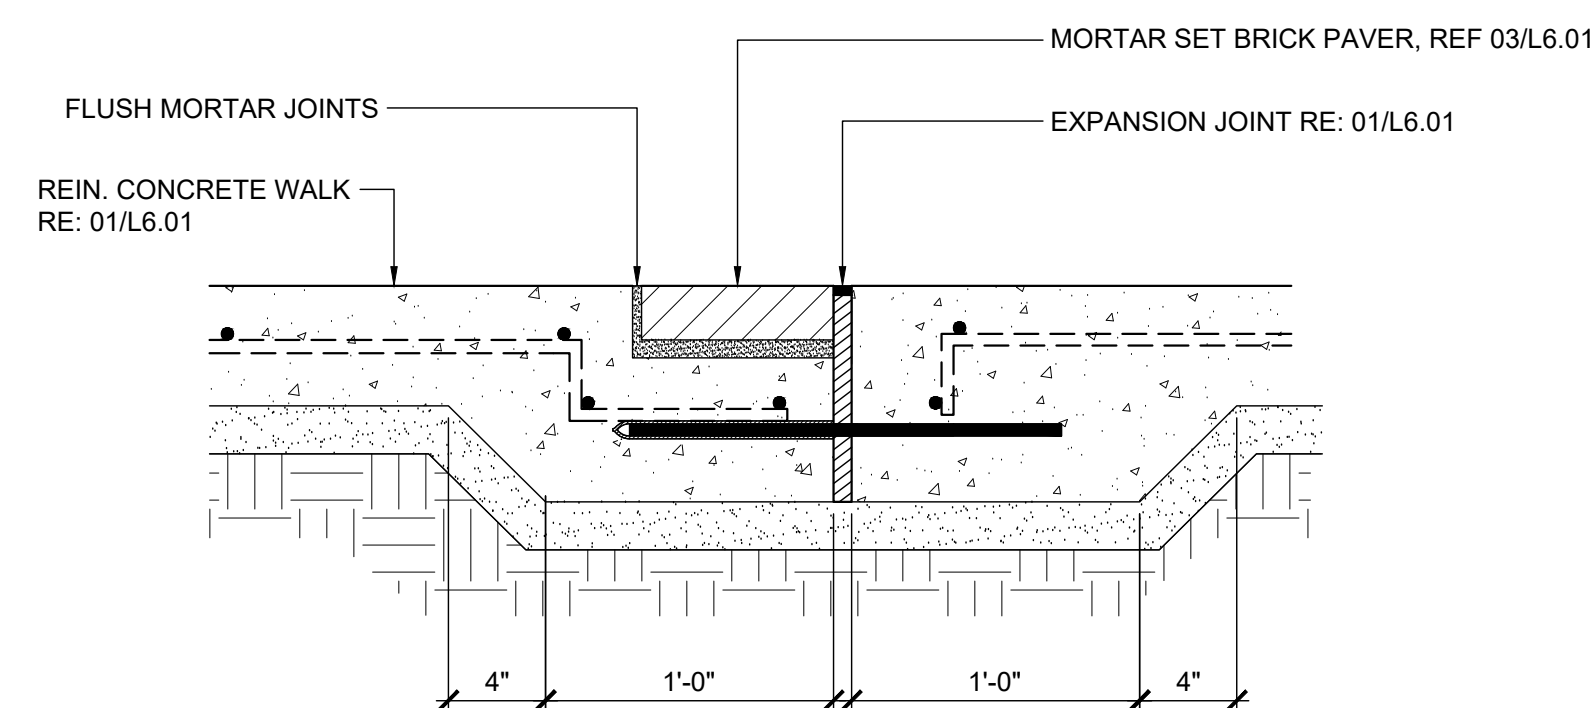 MORTAR SET BRICK PAVER, REF 03/L6.01
FLUSH MORTAR JOINTS
EXPANSION JOINT RE: 01/L6.01
REIN. CONCRETE WALK
RE: 01/L6.01
4" 1'-0" 1'-0" 4"